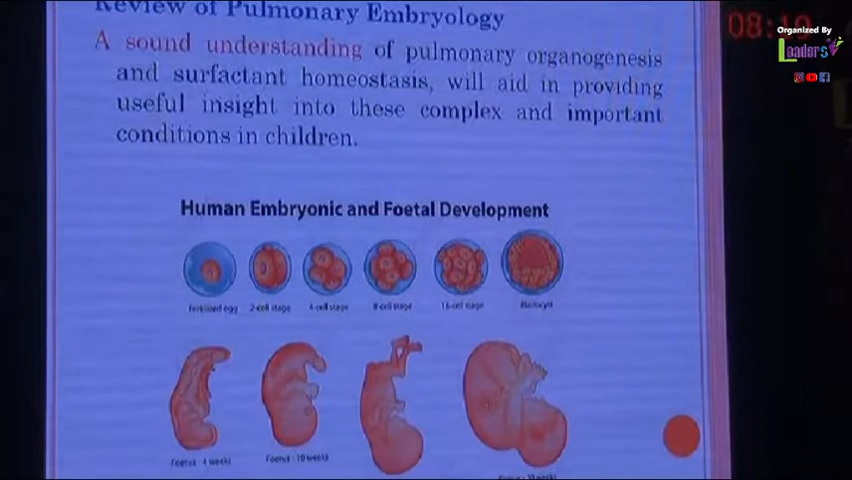 Review of Pulmonary Embryology
A sound understanding of pulmonary organogenesis
and surfactant homeostasis, will aid in providing
useful insight into these complex and important
conditions in children.
Human Embryonic and Foetal Development
Fertilised egg 2-cell stage 4-cell stage 8-cell stage 16-cell stage Blastocyst
Foetus - 4 weeks Foetus - 10 weeks
Organized By
Leaders